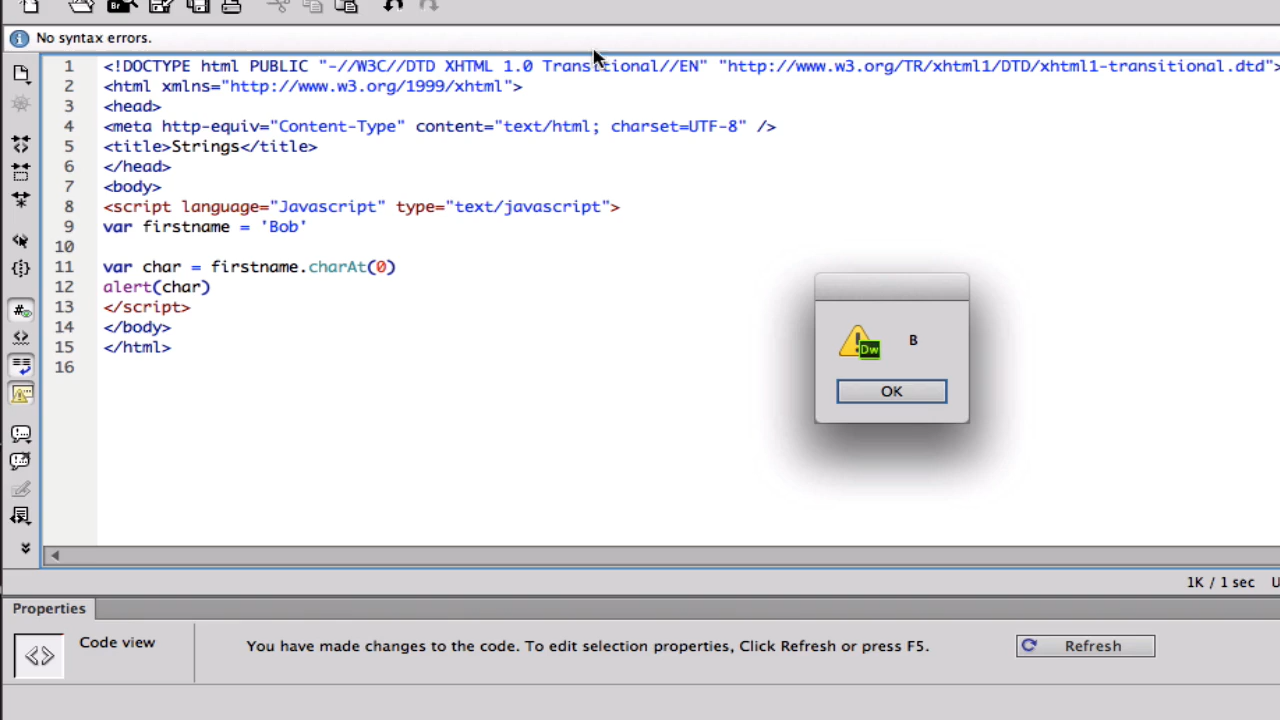 Br
No syntax errors.
1 <!DOCTYPE html PUBLIC "-//W3C//DTD XHTML 1.0 Transitional//EN" "http://www.w3.org/TR/xhtml1/DTD/xhtml1-transitional.dtd">
2 <html xmlns="http://www.w3.org/1999/xhtml">
3 <head>
4 <meta http-equiv="Content-Type" content="text/html; charset=UTF-8" />
5 <title>Strings</title>
6 </head>
7 <body>
8 <script language="Javascript" type="text/javascript">
9 var firstname = 'Bob'
10
11 var char = firstname.charAt(0)
12 alert(char)
13 </script>
14 </body>
15 </html>
16
B
Dw
OK
1K / 1 sec U
Properties
Code view
You have made changes to the code. To edit selection properties, Click Refresh or press F5.
Refresh